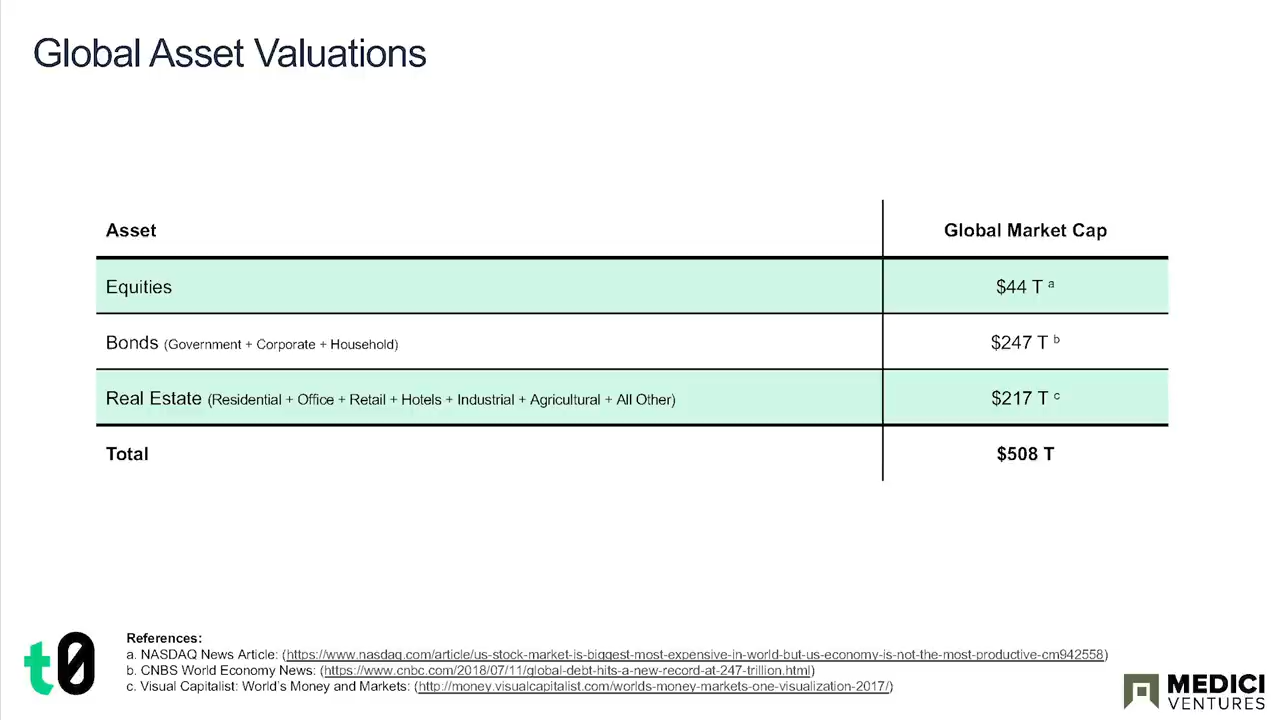 Global Asset Valuations
Asset Global Market Cap
Equities $44 T a
Bonds (Government + Corporate + Household) $247 T b
Real Estate (Residential + Office + Retail + Hotels + Industrial + Agricultural + All Other) $217 T c
Total $508 T
References:
a. NASDAQ News Article: (https://www.nasdaq.com/article/us-stock-market-is-biggest-most-expensive-in-world-but-us-economy-is-not-the-most-productive-cm942558)
b. CNBS World Economy News: (https://www.cnbc.com/2018/07/11/global-debt-hits-a-new-record-at-247-trillion.html)
c. Visual Capitalist: World's Money and Markets: (http://money.visualcapitalist.com/worlds-money-markets-one-visualization-2017/)
t0
MEDICI
VENTURES